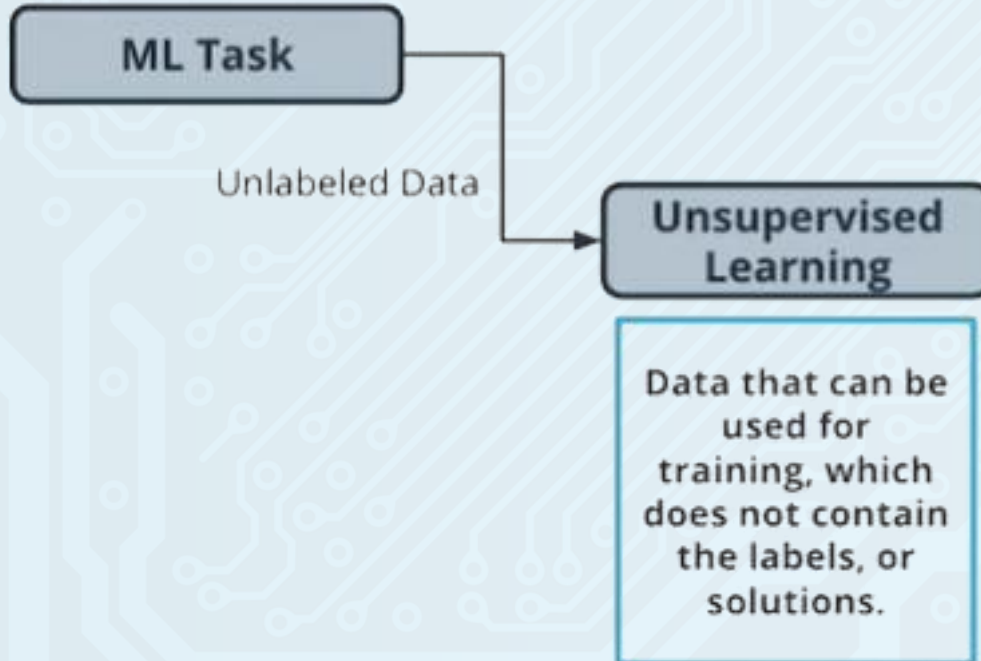 ML Task
Unlabeled Data
Unsupervised
Learning
Data that can be
used for
training, which
does not contain
the labels, or
solutions.